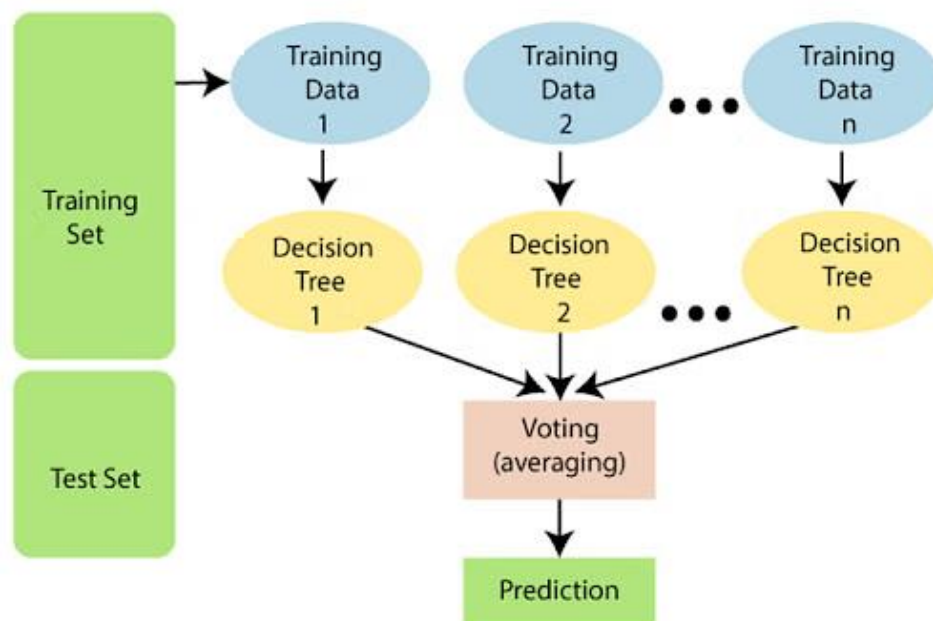 Training
Data
1
Training
Data
2
Training
Data
n
Training
Set
Decision
Tree
1
Decision
Tree
2
Decision
Tree
n
Test Set
Voting
(averaging)
Prediction